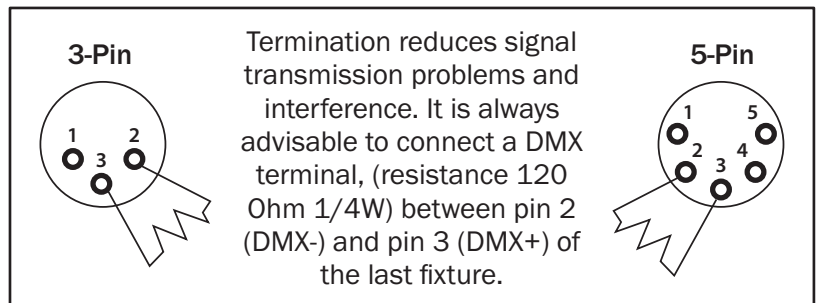 3-Pin
1 2
3
Termination reduces signal
transmission problems and
interference. It is always
advisable to connect a DMX
terminal, (resistance 120
Ohm 1/4W) between pin 2
(DMX-) and pin 3 (DMX+) of
the last fixture.
5-Pin
1 5
2 4
3